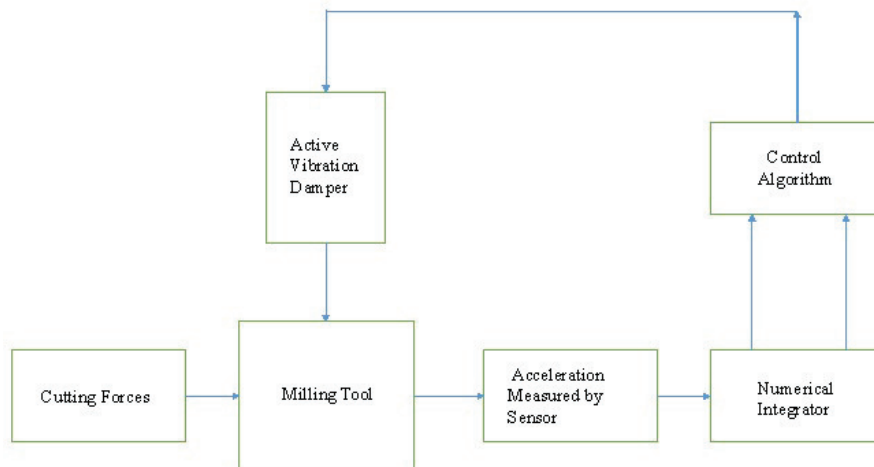 Active
Vibration
Damper
Control
Algorithm
Cutting Forces
Milling Tool
Acceleration
Measured by
Sensor
Numerical
Integrator